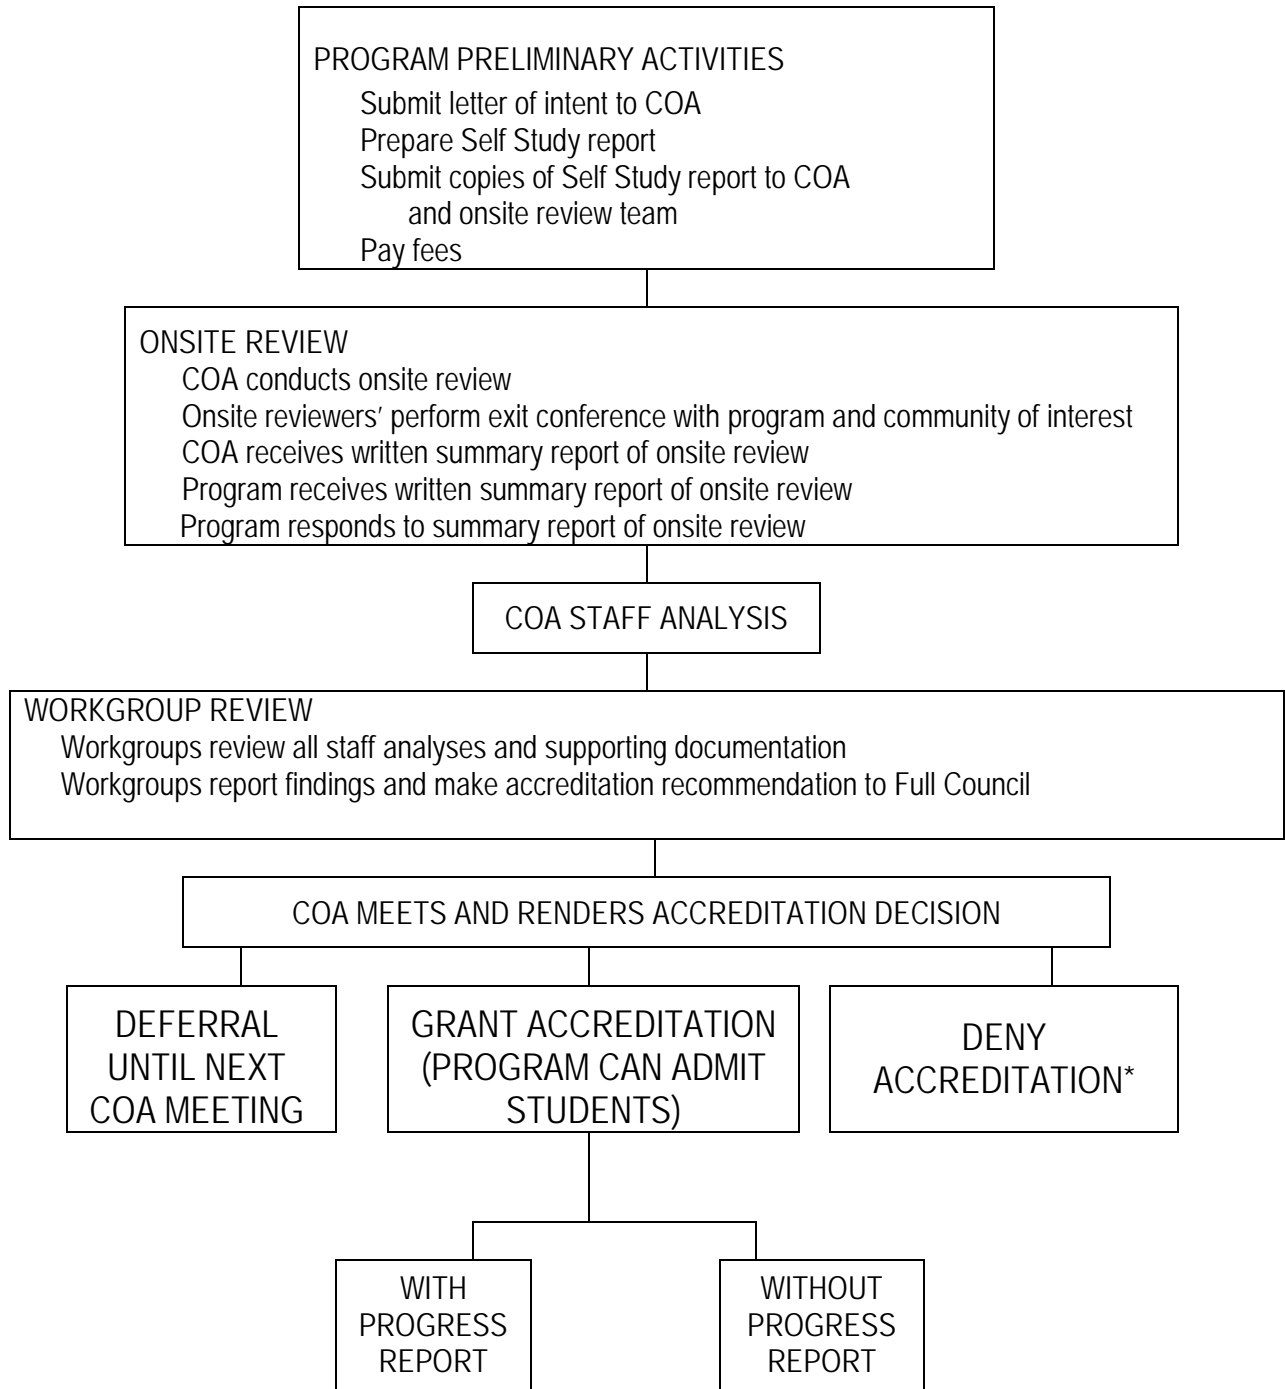 PROGRAM PRELIMINARY ACTIVITIES
Submit letter of intent to COA
Prepare Self Study report
Submit copies of Self Study report to COA
and onsite review team
Pay fees
ONSITE REVIEW
COA conducts onsite review
Onsite reviewers’ perform exit conference with program and community of interest
COA receives written summary report of onsite review
Program receives written summary report of onsite review
Program responds to summary report of onsite review
COA STAFF ANALYSIS
WORKGROUP REVIEW
Workgroups review all staff analyses and supporting documentation
Workgroups report findings and make accreditation recommendation to Full Council
COA MEETS AND RENDERS ACCREDITATION DECISION
DEFERRAL
UNTIL NEXT
COA MEETING
GRANT ACCREDITATION
(PROGRAM CAN ADMIT
STUDENTS)
DENY
ACCREDITATION*
WITH
PROGRESS
REPORT
WITHOUT
PROGRESS
REPORT